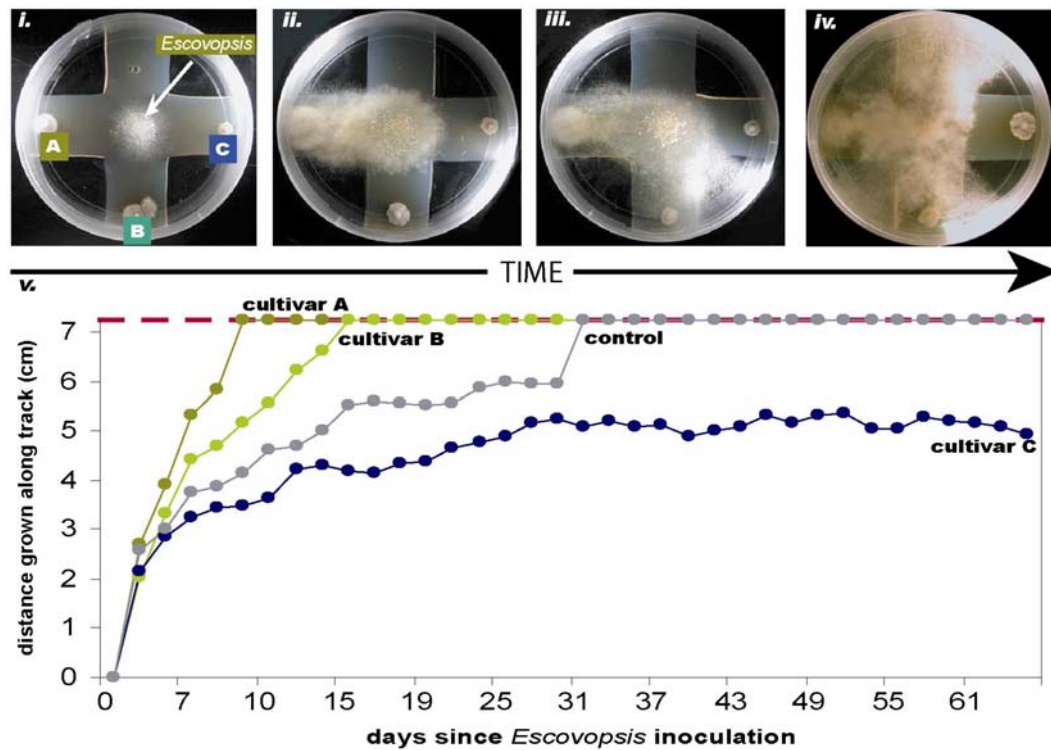 i.
Escovopsis
A
C
B
ii.
iii.
iv.
TIME
v.
cultivar A
cultivar B
control
cultivar C
distance grown along track (cm)
7
6
5
4
3
2
1
0
0 7 10 15 19 25 31 37 43 49 55 61
days since Escovopsis inoculation